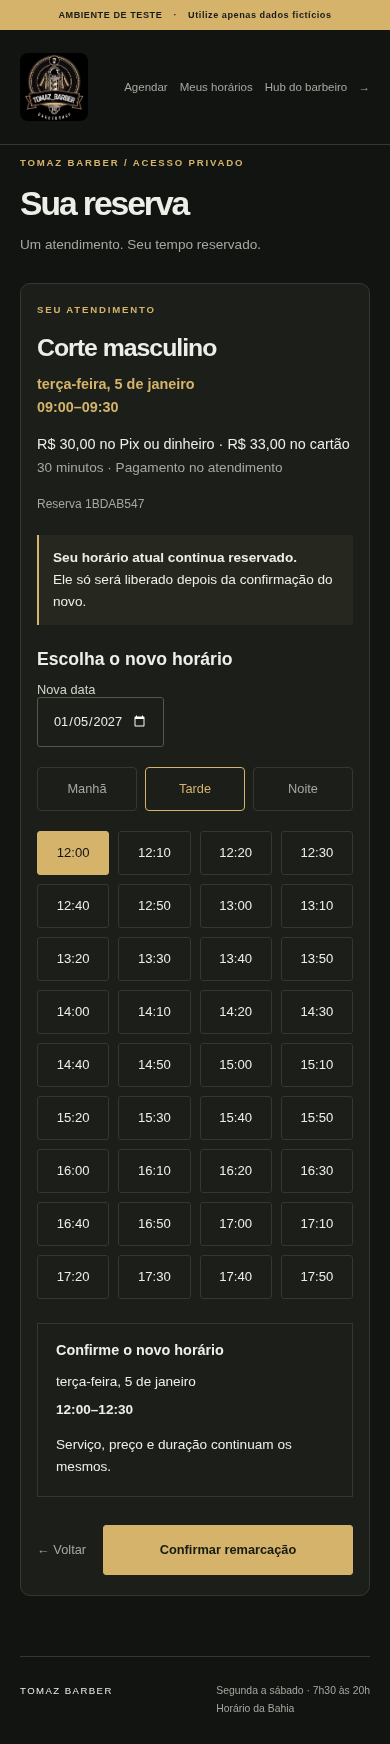 AMBIENTE DE TESTE · Utilize apenas dados fictícios
TOMAZ_BARBER
BARBERSHOP
Agendar Meus horários Hub do barbeiro →
TOMAZ BARBER / ACESSO PRIVADO
Sua reserva
Um atendimento. Seu tempo reservado.
SEU ATENDIMENTO
Corte masculino
terça-feira, 5 de janeiro
09:00–09:30
R$ 30,00 no Pix ou dinheiro · R$ 33,00 no cartão
30 minutos · Pagamento no atendimento
Reserva 1BDAB547
Seu horário atual continua reservado.
Ele só será liberado depois da confirmação do
novo.
Escolha o novo horário
Nova data
01/05/2027
Manhã Tarde Noite
12:00 12:10 12:20 12:30
12:40 12:50 13:00 13:10
13:20 13:30 13:40 13:50
14:00 14:10 14:20 14:30
14:40 14:50 15:00 15:10
15:20 15:30 15:40 15:50
16:00 16:10 16:20 16:30
16:40 16:50 17:00 17:10
17:20 17:30 17:40 17:50
Confirme o novo horário
terça-feira, 5 de janeiro
12:00–12:30
Serviço, preço e duração continuam os
mesmos.
← Voltar Confirmar remarcação
TOMAZ BARBER
Segunda a sábado · 7h30 às 20h
Horário da Bahia